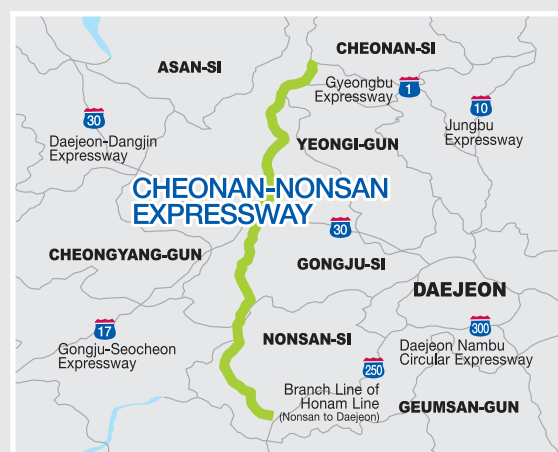 CHEONAN-SI
ASAN-SI
Gyeongbu
Expressway
1
10
Jungbu
Expressway
30
Daejeon-Dangjin
Expressway
YEONGI-GUN
CHEONAN-NONSAN
EXPRESSWAY
30
CHEONGYANG-GUN
GONGJU-SI
DAEJEON
17
Gongju-Seocheon
Expressway
NONSAN-SI
300
Daejeon Nambu
Circular Expressway
250
Branch Line of
Honam Line
(Nonsan to Daejeon)
GEUMSAN-GUN